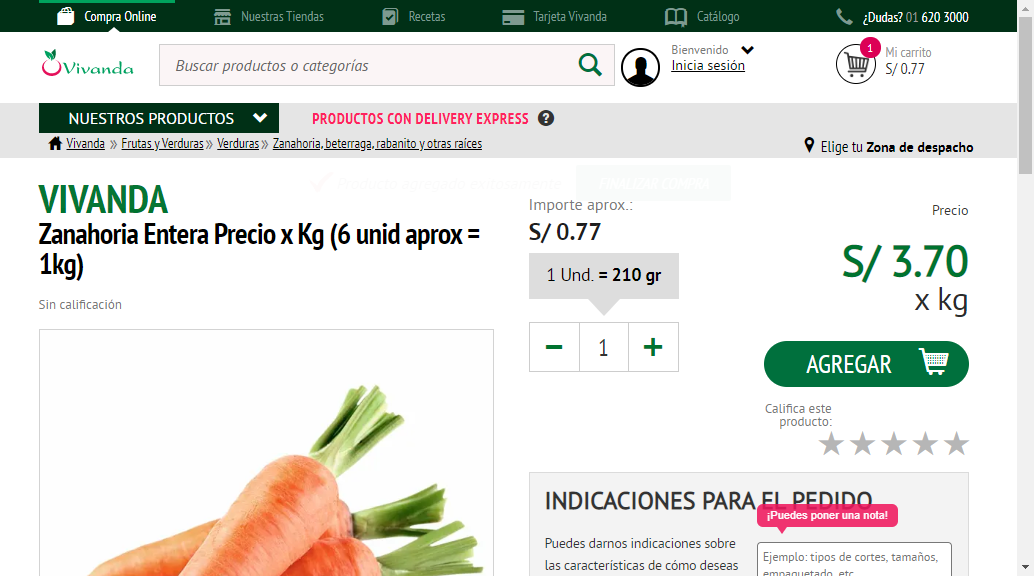 Compra Online
Nuestras Tiendas
Recetas
Tarjeta Vivanda
Catálogo
¿Dudas? 01 620 3000
Vivanda
Buscar productos o categorías
Bienvenido
Inicia sesión
1
Mi carrito
S/ 0.77
NUESTROS PRODUCTOS
PRODUCTOS CON DELIVERY EXPRESS ?
Vivanda » Frutas y Verduras » Verduras » Zanahoria, beterraga, rabanito y otras raíces
Elige tu Zona de despacho
VIVANDA
Zanahoria Entera Precio x Kg (6 unid aprox =
1kg)
Sin calificación
Importe aprox.:
S/ 0.77
1 Und. = 210 gr
− 1 +
Precio
S/ 3.70
x kg
AGREGAR
Califica este
producto:
INDICACIONES PARA EL PEDIDO
¡Puedes poner una nota!
Puedes darnos indicaciones sobre
las características de cómo deseas
Ejemplo: tipos de cortes, tamaños,
empaquetado, etc